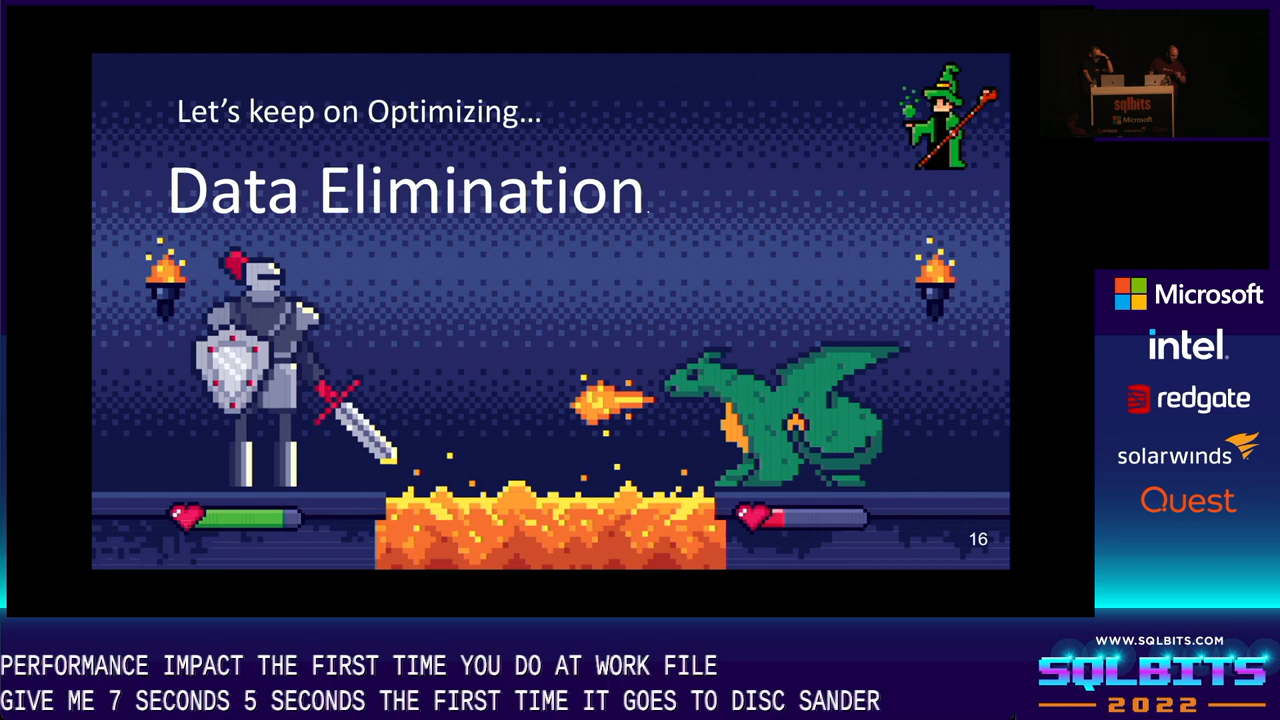 Let's keep on Optimizing...
Data Elimination
16
sqlbits
Microsoft
Microsoft
intel.
redgate
solarwinds
Quest
WWW.SQLBITS.COM
SQLBITS
2022
PERFORMANCE IMPACT THE FIRST TIME YOU DO AT WORK FILE
GIVE ME 7 SECONDS 5 SECONDS THE FIRST TIME IT GOES TO DISC SANDER